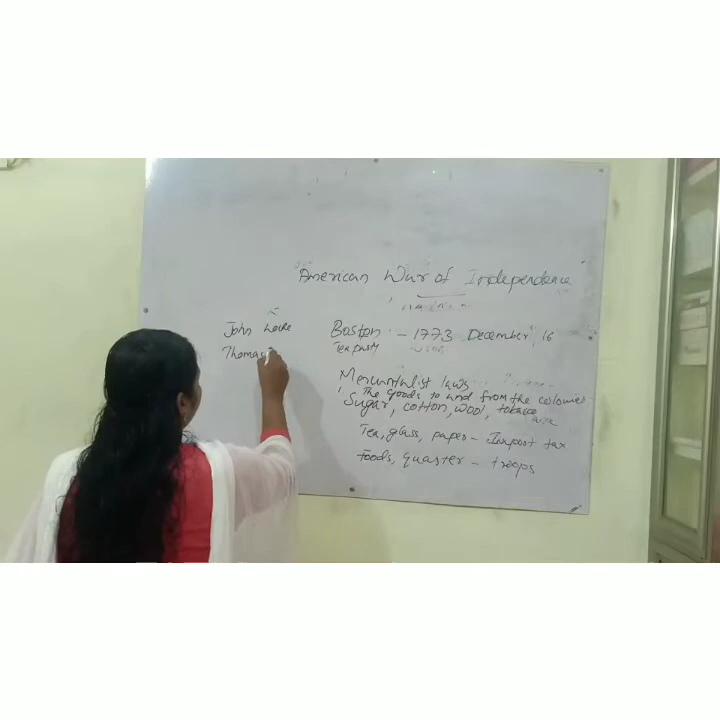 American War of Independence
John Locke
Thomas
Boston - 1773 December 16
Tea party
Mercantalist laws
The goods to and from the colonies
Sugar, cotton, wool, tobacco
Tea, glass, paper - Import tax
Foods, quarter - troops